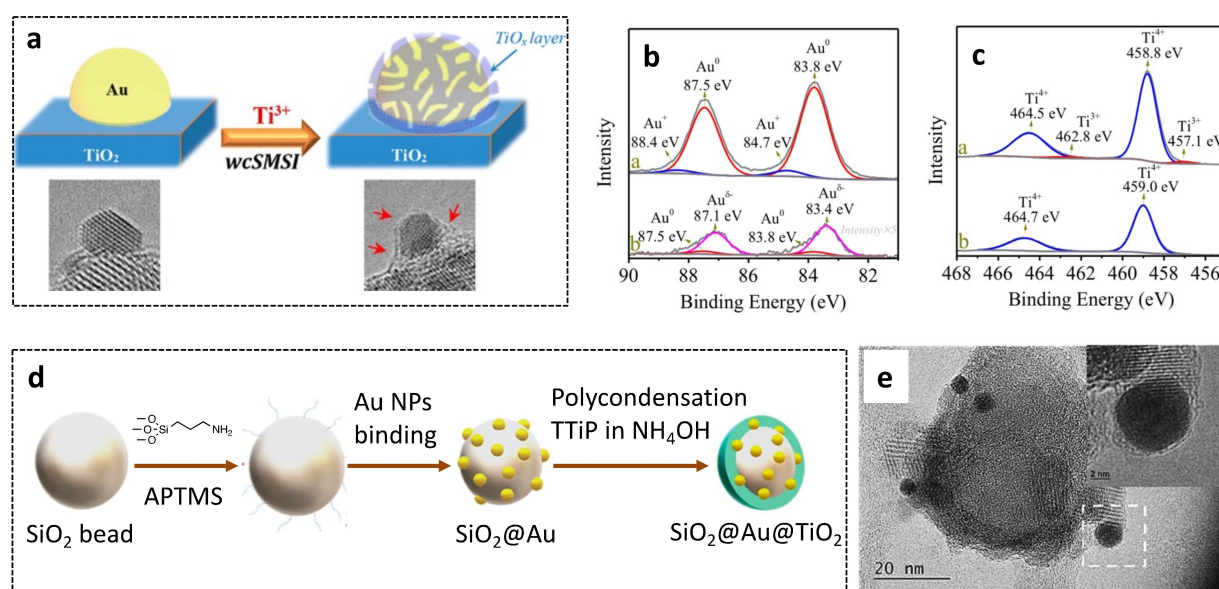 a
TiOₓ layer
Au
Ti³⁺
wcSMSI
TiO₂
TiO₂
b
Au⁰
87.5 eV
Au⁰
83.8 eV
Au⁺
88.4 eV
Au⁺
84.7 eV
a
Au⁰
87.5 eV
Auᵟ⁻
87.1 eV
Au⁰
83.8 eV
Auᵟ⁻
83.4 eV
Intensity×5
b
90 88 86 84 82
Binding Energy (eV)
Intensity
c
Ti⁴⁺
458.8 eV
Ti⁴⁺
464.5 eV
Ti³⁺
462.8 eV
Ti³⁺
457.1 eV
a
Ti⁴⁺
459.0 eV
Ti⁴⁺
464.7 eV
b
468 466 464 462 460 458 456
Binding Energy (eV)
Intensity
d
—O
—O-Si
—O
NH₂
APTMS
Au NPs
binding
Polycondensation
TTiP in NH₄OH
SiO₂ bead
SiO₂@Au
SiO₂@Au@TiO₂
e
2 nm
20 nm